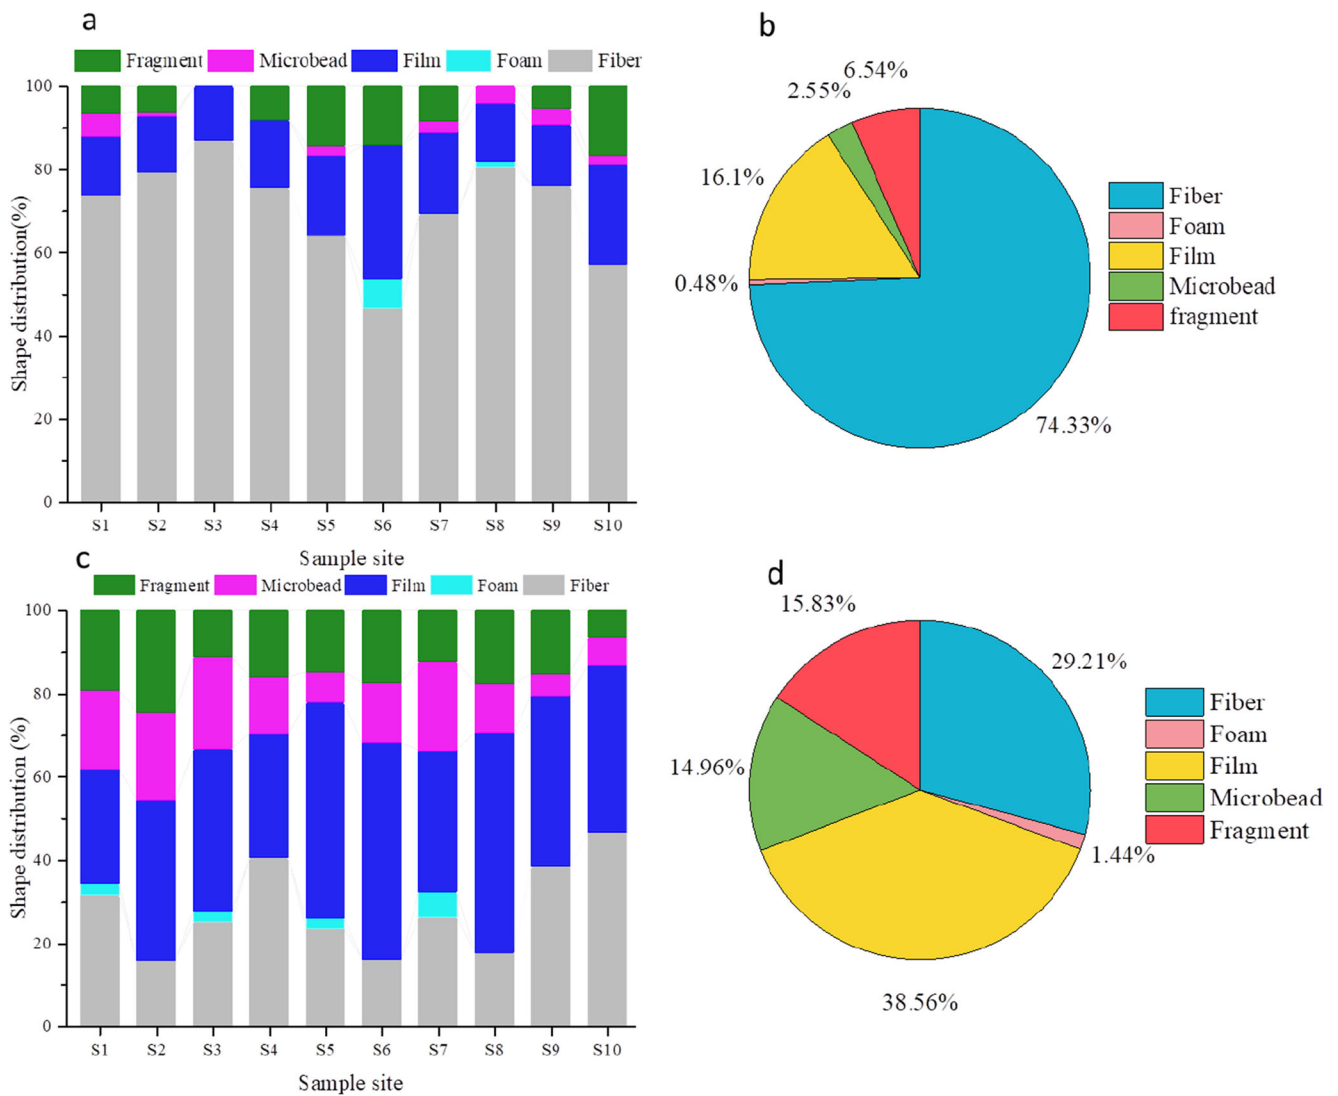 a
Fragment Microbead Film Foam Fiber
100
80
60
40
20
0
Shape distribution(%)
S1 S2 S3 S4 S5 S6 S7 S8 S9 S10
Sample site
b
6.54%
2.55%
16.1%
0.48%
74.33%
Fiber
Foam
Film
Microbead
fragment
c
Fragment Microbead Film Foam Fiber
100
80
60
40
20
0
Shape distribution (%)
S1 S2 S3 S4 S5 S6 S7 S8 S9 S10
Sample site
d
15.83%
29.21%
14.96%
1.44%
38.56%
Fiber
Foam
Film
Microbead
Fragment